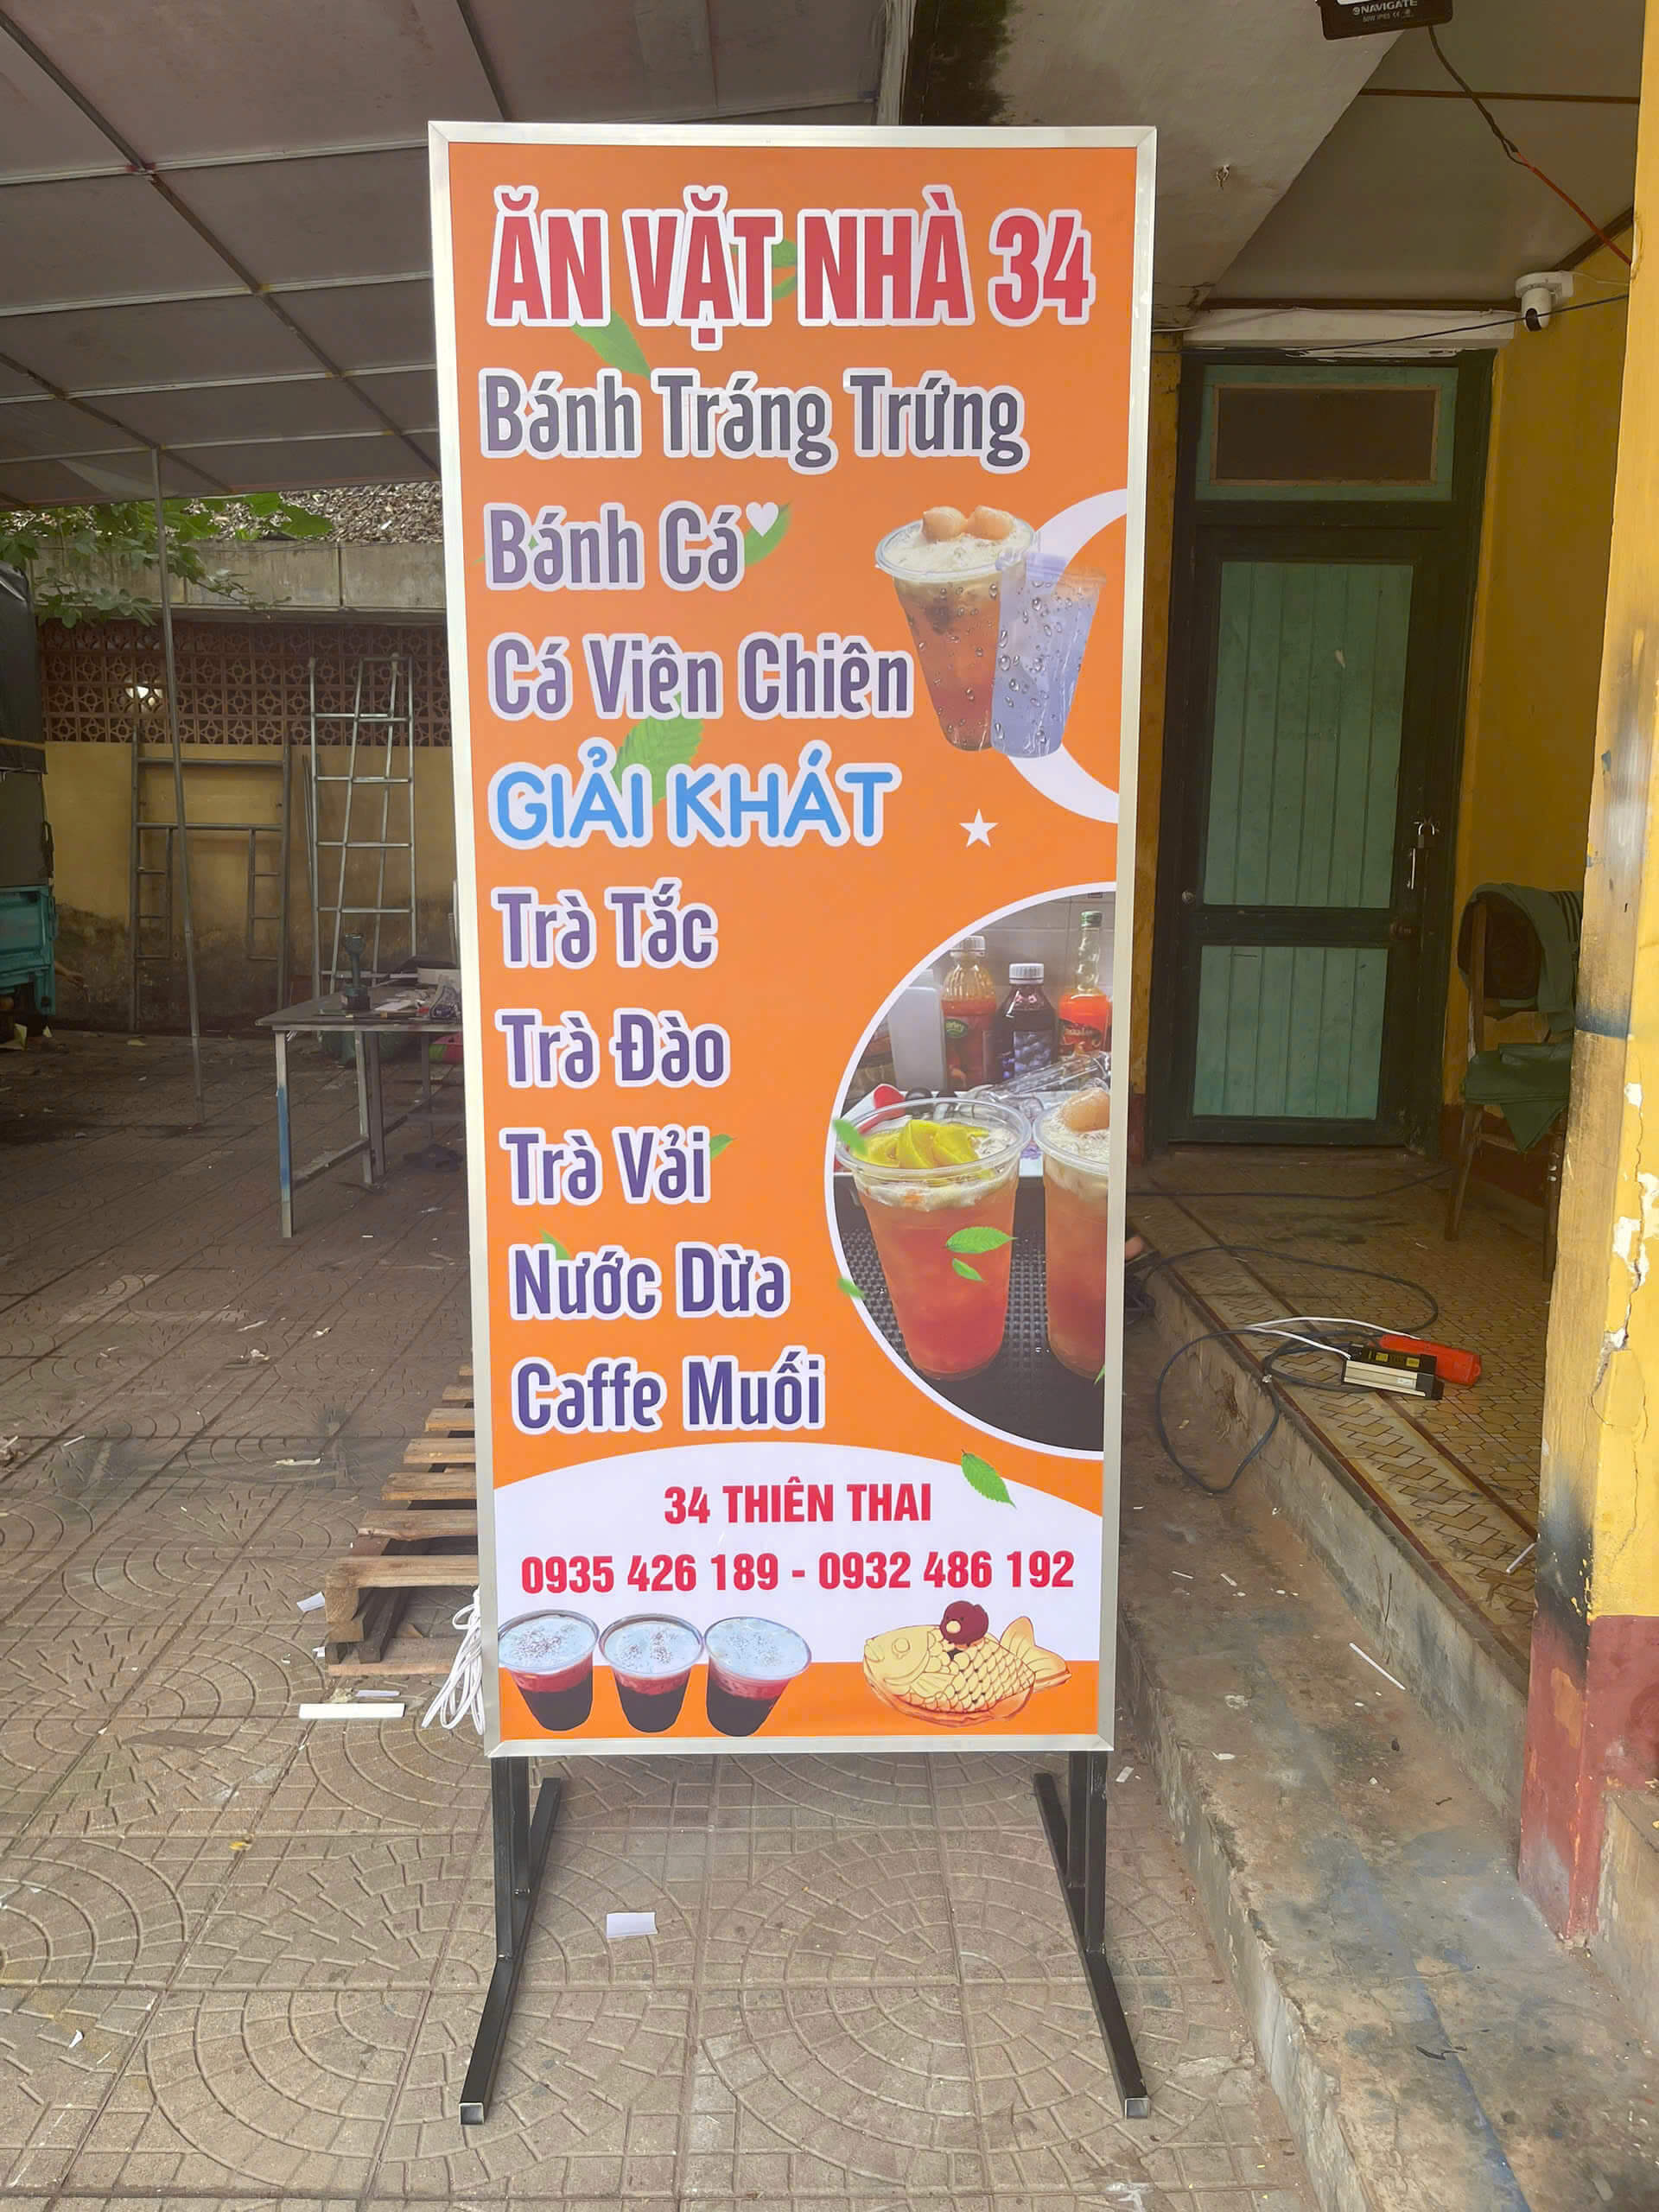 NAVIGATE
ĂN VẶT NHÀ 34
Bánh Tráng Trứng
Bánh Cá
Cá Viên Chiên
GIẢI KHÁT
Trà Tắc
Trà Đào
Trà Vải
Nước Dừa
Caffe Muối
34 THIÊN THAI
0935 426 189 - 0932 486 192